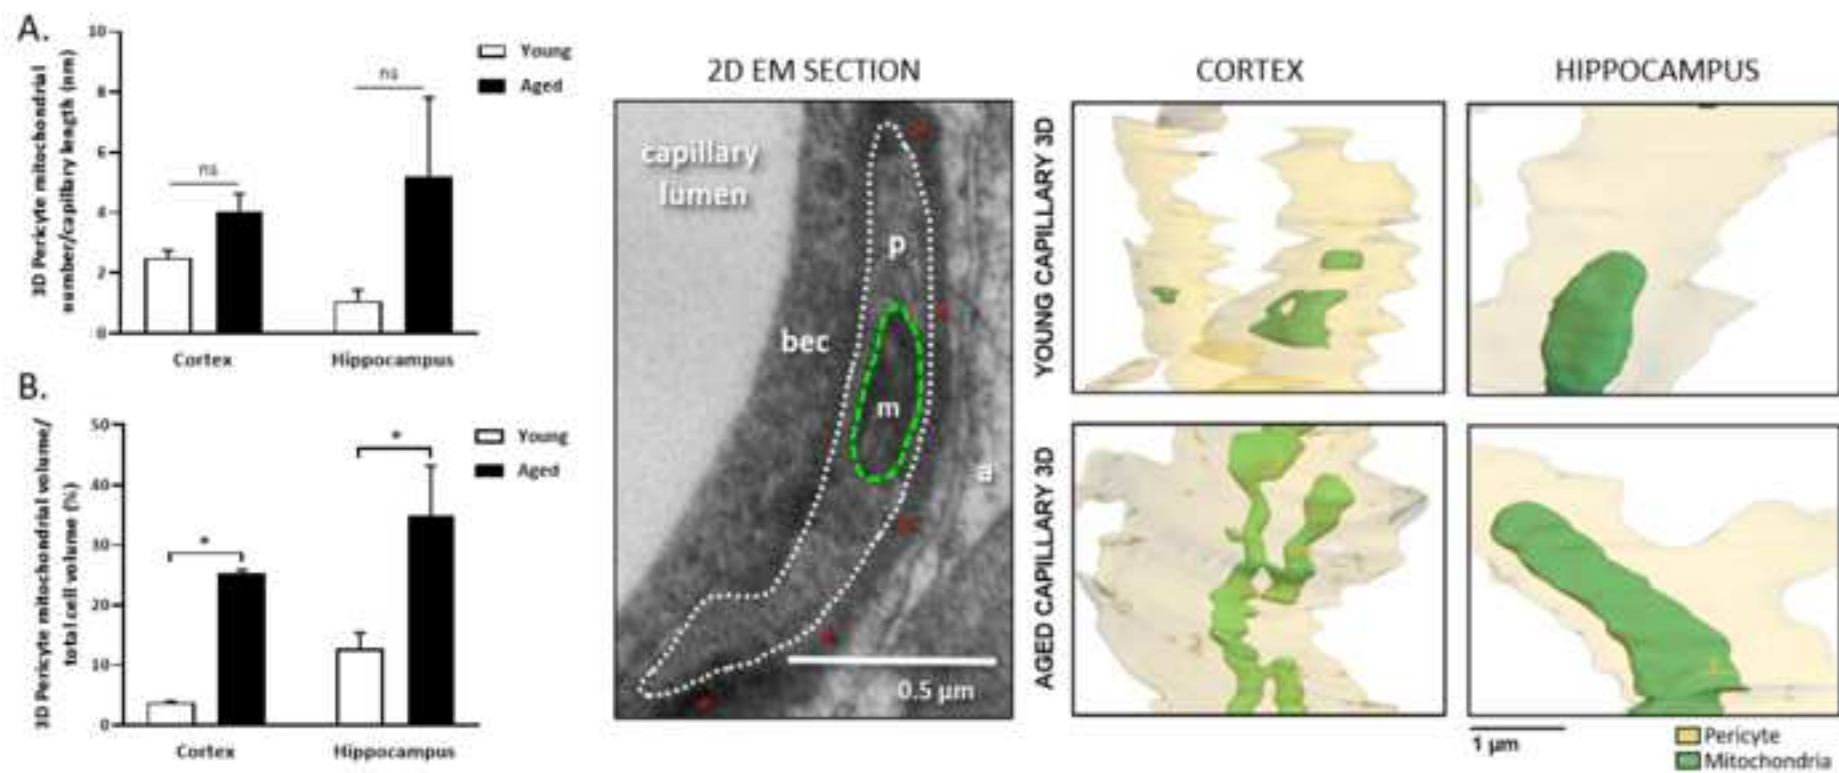 A.
3D Pericyte mitochondrial
number/capillary length (nm)
10
8
6
4
2
0
ns
ns
Young
Aged
Cortex
Hippocampus
B.
3D Pericyte mitochondrial volume/
total cell volume (%)
50
40
30
20
10
0
*
*
Young
Aged
Cortex
Hippocampus
2D EM SECTION
capillary
lumen
p
bec
m
a
0.5 µm
CORTEX
HIPPOCAMPUS
YOUNG CAPILLARY 3D
AGED CAPILLARY 3D
1 µm
Pericyte
Mitochondria